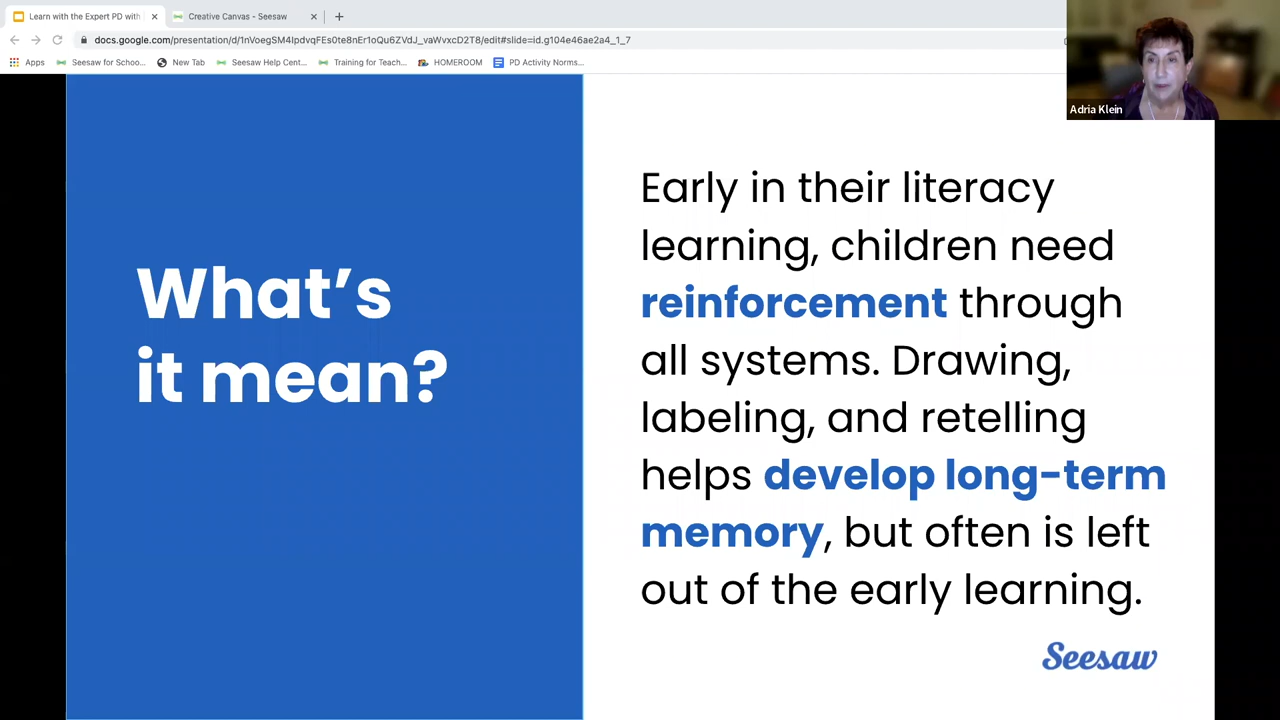 Learn with the Expert PD with
Creative Canvas - Seesaw
docs.google.com/presentation/d/1nVoegSM4IpdvqFEs0te8nEr1oQu6ZVdJ_vaWvxcD2T8/edit#slide=id.g104e46ae2a4_1_7
Apps
Seesaw for Schoo...
New Tab
Seesaw Help Cent...
Training for Teach...
HOMEROOM
PD Activity Norms...
Adria Klein
What's
it mean?
Early in their literacy
learning, children need
reinforcement through
all systems. Drawing,
labeling, and retelling
helps develop long-term
memory, but often is left
out of the early learning.
Seesaw